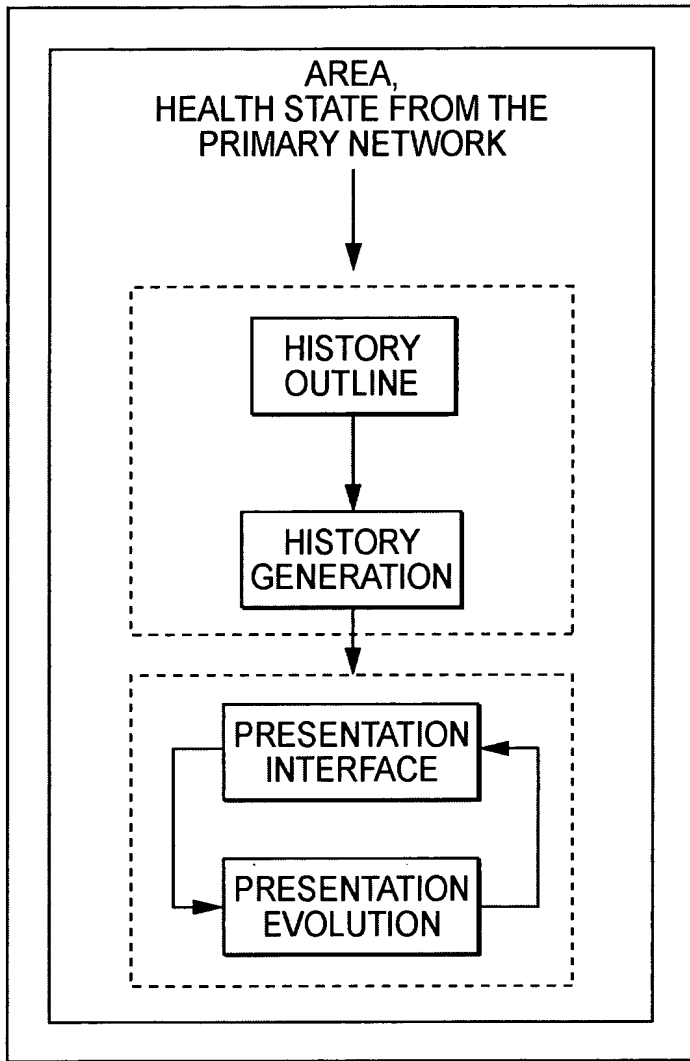 AREA,
HEALTH STATE FROM THE
PRIMARY NETWORK
HISTORY
OUTLINE
HISTORY
GENERATION
PRESENTATION
INTERFACE
PRESENTATION
EVOLUTION